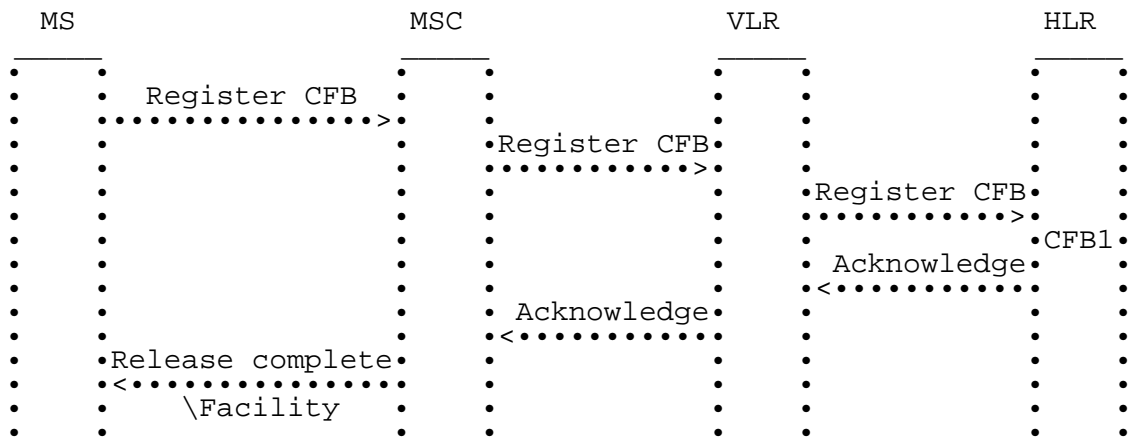 MS MSC VLR HLR
Register CFB
Register CFB
Register CFB
CFB1
Acknowledge
Acknowledge
Release complete
\Facility